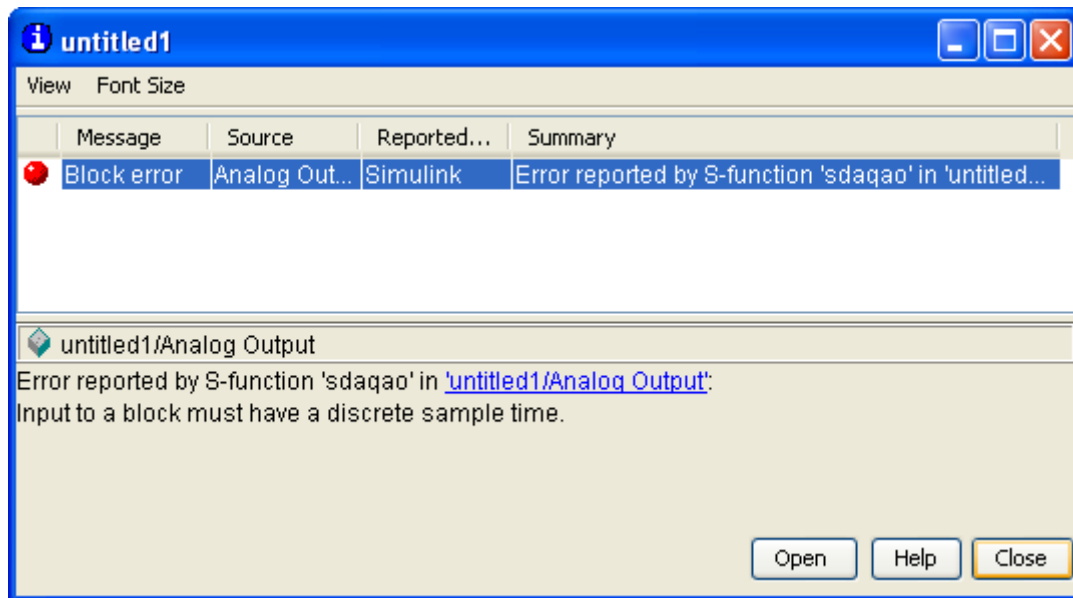 untitled1
View Font Size
Message Source Reported... Summary
Block error Analog Out... Simulink Error reported by S-function 'sdaqao' in 'untitled...
untitled1/Analog Output
Error reported by S-function 'sdaqao' in 'untitled1/Analog Output':
Input to a block must have a discrete sample time.
Open Help Close